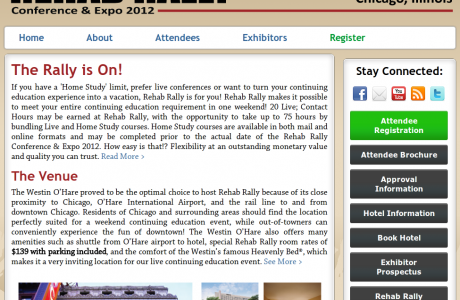 REHAB RALLY
Conference & Expo 2012
Chicago, Illinois
Home
About
Attendees
Exhibitors
Register
The Rally is On!
If you have a 'Home Study' limit, prefer live conferences or want to turn your continuing
education experience into a vacation, Rehab Rally is for you! Rehab Rally makes it possible
to meet your entire continuing education requirement in one weekend! 20 Live; Contact
Hours may be earned at Rehab Rally, with the opportunity to take up to 75 hours by
bundling Live and Home Study courses. Home Study courses are available in both mail and
online formats and may be completed prior to the actual date of the Rehab Rally
Conference & Expo 2012. How easy is that!? Flexibility at an outstanding monetary value
and quality you can trust. Read More >
The Venue
The Westin O'Hare proved to be the optimal choice to host Rehab Rally because of its close
proximity to Chicago, O'Hare International Airport, and the rail line to and from
downtown Chicago. Residents of Chicago and surrounding areas should find the location
perfectly suited for a weekend continuing education event, while out-of-towners can
conveniently experience the fun of downtown! The Westin O'Hare also offers many
amenities such as shuttle from O'Hare airport to hotel, special Rehab Rally room rates of
$139 with parking included, and the comfort of the Westin's famous Heavenly Bed®, which
makes it a very inviting location for our live continuing education event. See More >
Stay Connected:
You
Tube
Attendee
Registration
Attendee Brochure
Approval
Information
Hotel Information
Book Hotel
Exhibitor
Prospectus
Rehab Rally